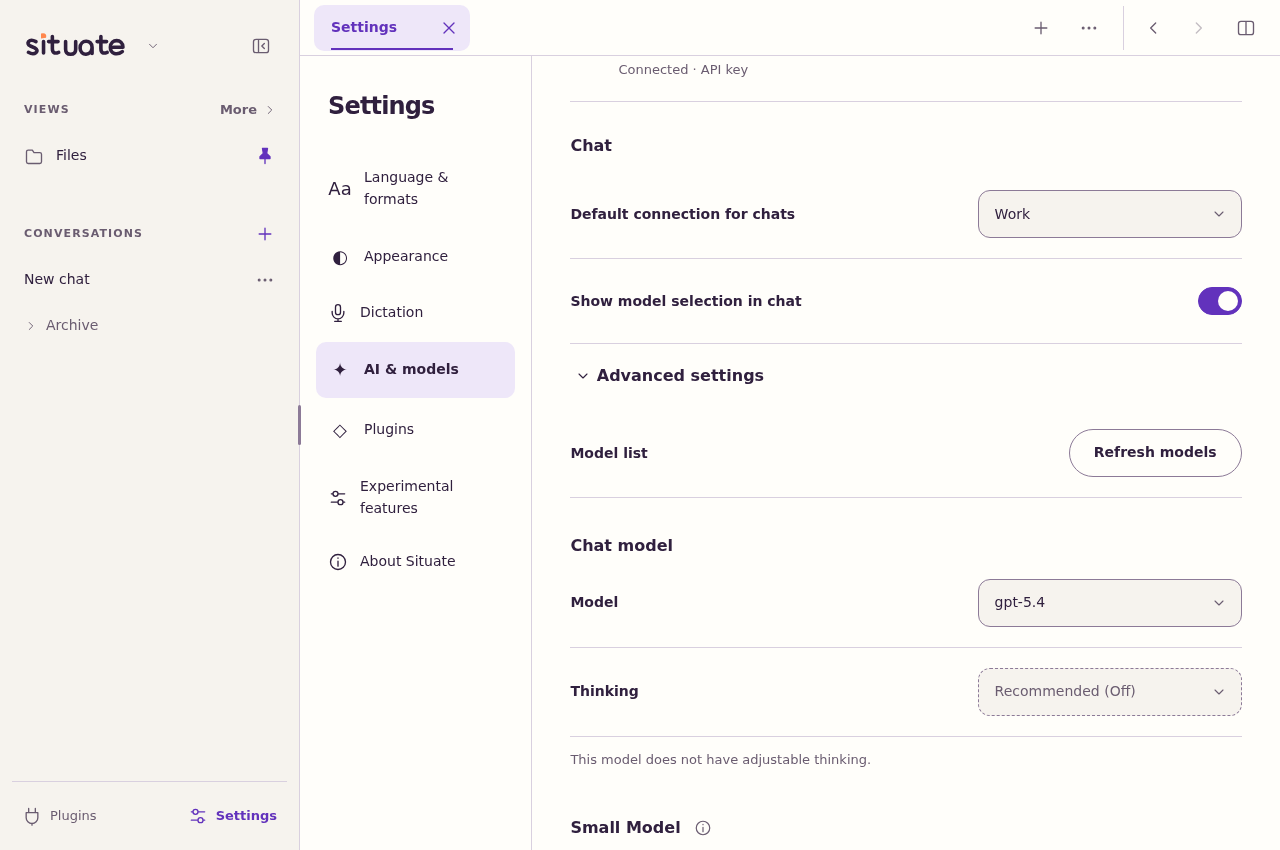 situate
VIEWS
More
Files
CONVERSATIONS
New chat
Archive
Plugins
Settings
Settings
Settings
Aa
Language &
formats
Appearance
Dictation
AI & models
Plugins
Experimental
features
About Situate
Connected · API key
Chat
Default connection for chats
Work
Show model selection in chat
Advanced settings
Model list
Refresh models
Chat model
Model
gpt-5.4
Thinking
Recommended (Off)
This model does not have adjustable thinking.
Small Model